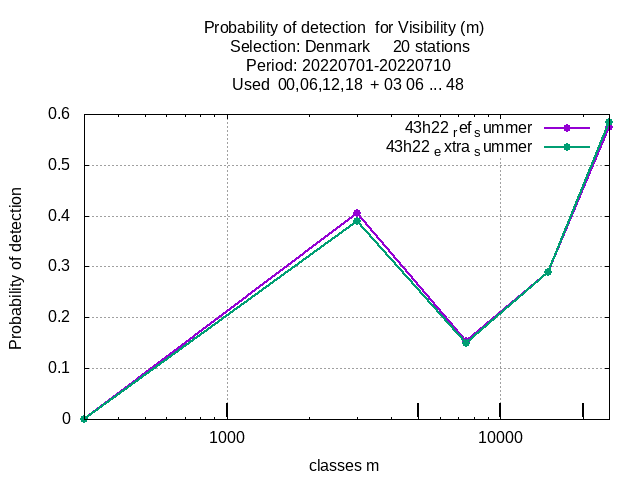 Probability of detection  for Visibility (m)
Selection: Denmark     20 stations
Period: 20220701-20220710
Used  00,06,12,18  + 03 06 ... 48
43h22 ref summer
43h22 extra summer
0.6
0.5
0.4
0.3
0.2
0.1
0
Probability of detection
1000
10000
classes m